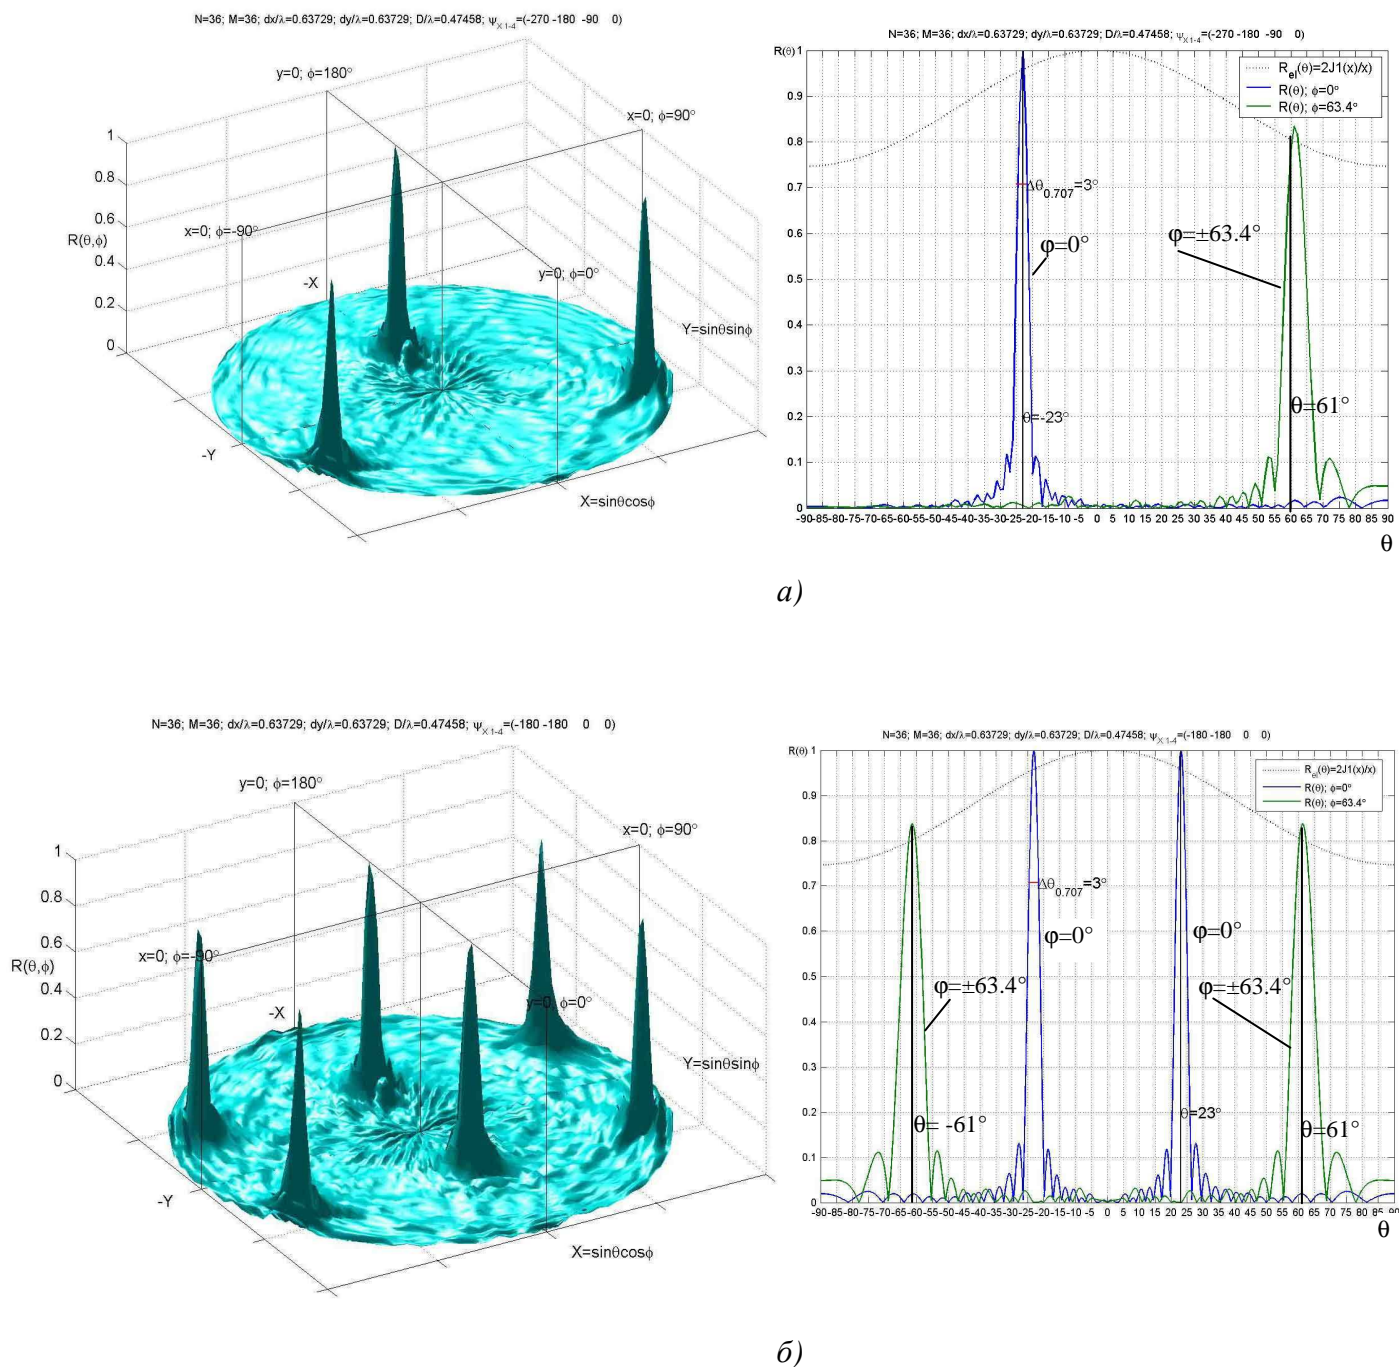 N=36; M=36; dx/λ=0.63729; dy/λ=0.63729; D/λ=0.47458; ψX 1-4=(-270 -180 -90 0)
y=0; ϕ=180°
x=0; ϕ=90°
1
0.8
0.6
0.4
0.2
0
R(θ,ϕ)
x=0; ϕ=-90°
-X
y=0; ϕ=0°
Y=sinθsinϕ
-Y
X=sinθcosϕ
N=36; M=36; dx/λ=0.63729; dy/λ=0.63729; D/λ=0.47458; ψX 1-4=(-270 -180 -90 0)
R(θ)
1
0.9
0.8
0.7
0.6
0.5
0.4
0.3
0.2
0.1
0
Rel(θ)=2J1(x)/x)
R(θ); ϕ=0°
R(θ); ϕ=63.4°
Δθ0.707=3°
φ=0°
φ=±63.4°
θ=-23°
θ=61°
-90-85-80-75-70-65-60-55-50-45-40-35-30-25-20-15-10 -5 0 5 10 15 20 25 30 35 40 45 50 55 60 65 70 75 80 85 90
θ
а)
N=36; M=36; dx/λ=0.63729; dy/λ=0.63729; D/λ=0.47458; ψX 1-4=(-180 -180 0 0)
y=0; ϕ=180°
x=0; ϕ=90°
1
0.8
0.6
0.4
0.2
0
R(θ,ϕ)
x=0; ϕ=-90°
-X
y=0; ϕ=0°
Y=sinθsinϕ
-Y
X=sinθcosϕ
N=36; M=36; dx/λ=0.63729; dy/λ=0.63729; D/λ=0.47458; ψX 1-4=(-180 -180 0 0)
R(θ)
1
0.9
0.8
0.7
0.6
0.5
0.4
0.3
0.2
0.1
0
Rel(θ)=2J1(x)/x)
R(θ); ϕ=0°
R(θ); ϕ=63.4°
Δθ0.707=3°
φ=0°
φ=0°
φ=±63.4°
φ=±63.4°
θ=23°
θ= -61°
θ=61°
-90-85-80-75-70-65-60-55-50-45-40-35-30-25-20-15-10 -5 0 5 10 15 20 25 30 35 40 45 50 55 60 65 70 75 80 85 90
θ
б)